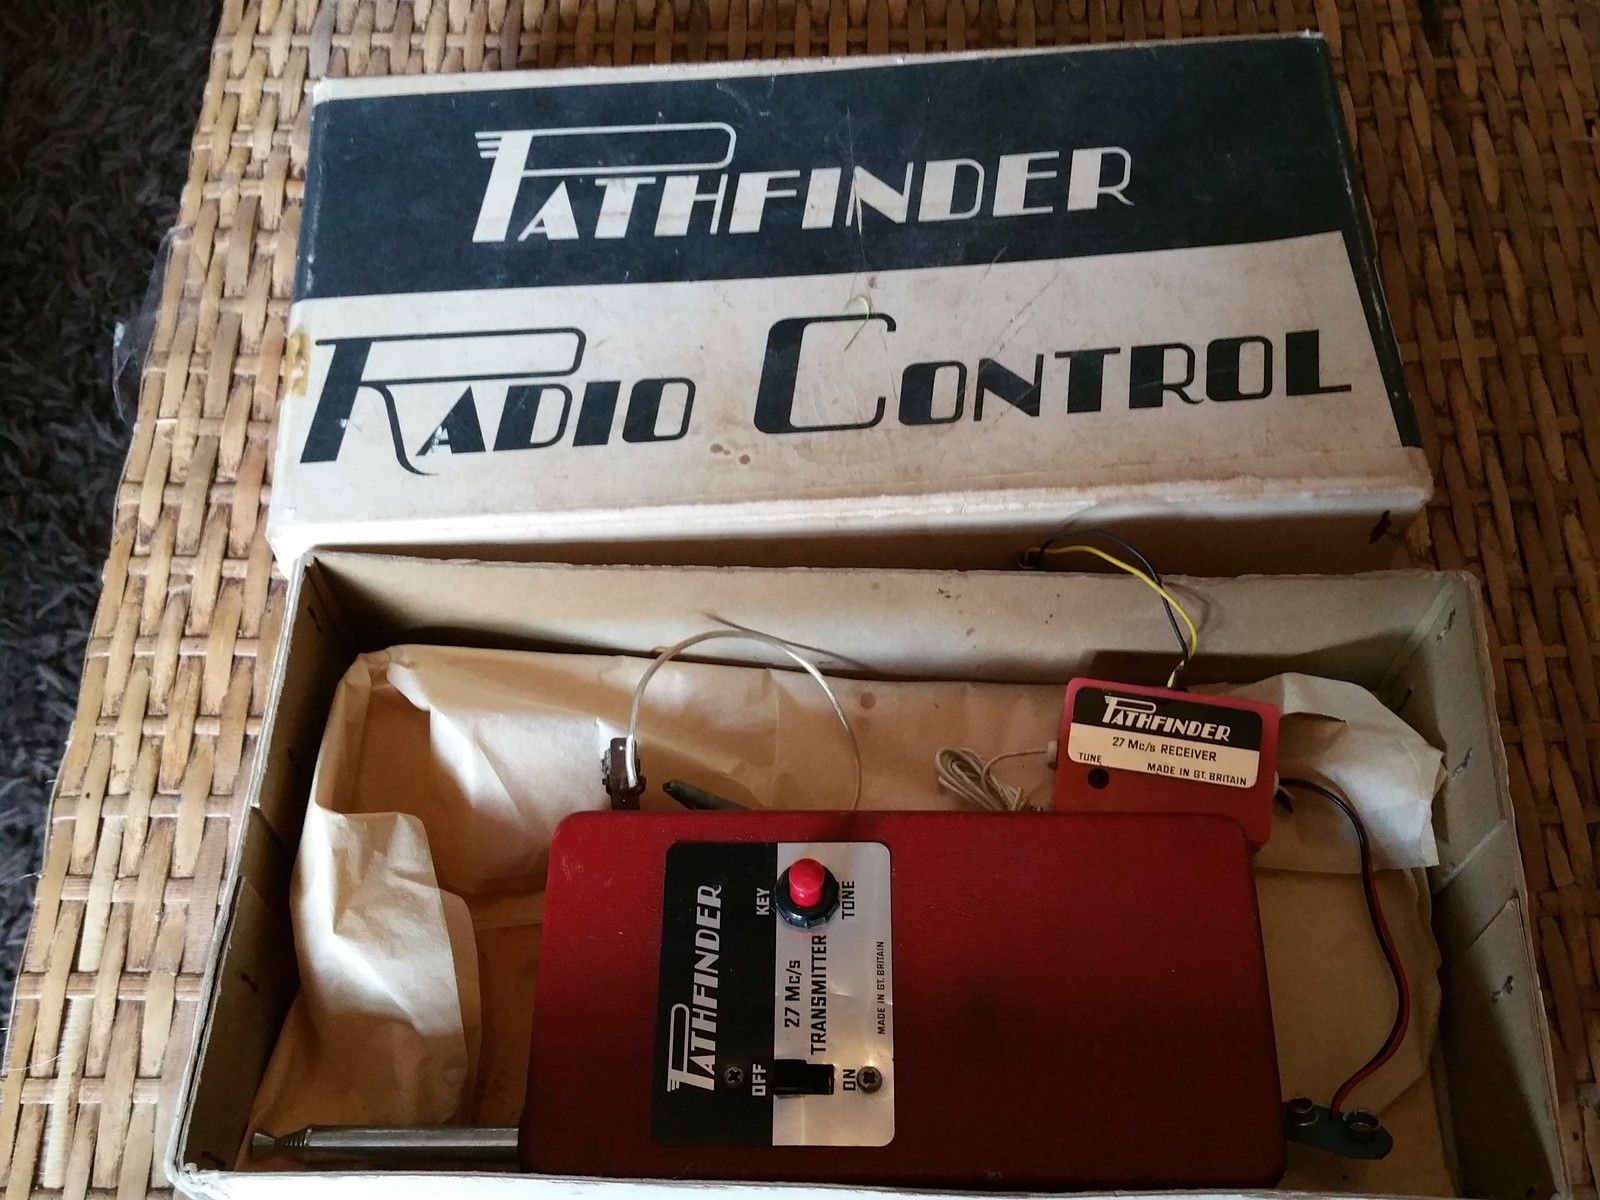 PATHFINDER
RADIO CONTROL
PATHFINDER
27 Mc/s RECEIVER
TUNE
MADE IN GT. BRITAIN
PATHFINDER
KEY
TONE
27 Mc/s
TRANSMITTER
MADE IN GT. BRITAIN
OFF
ON